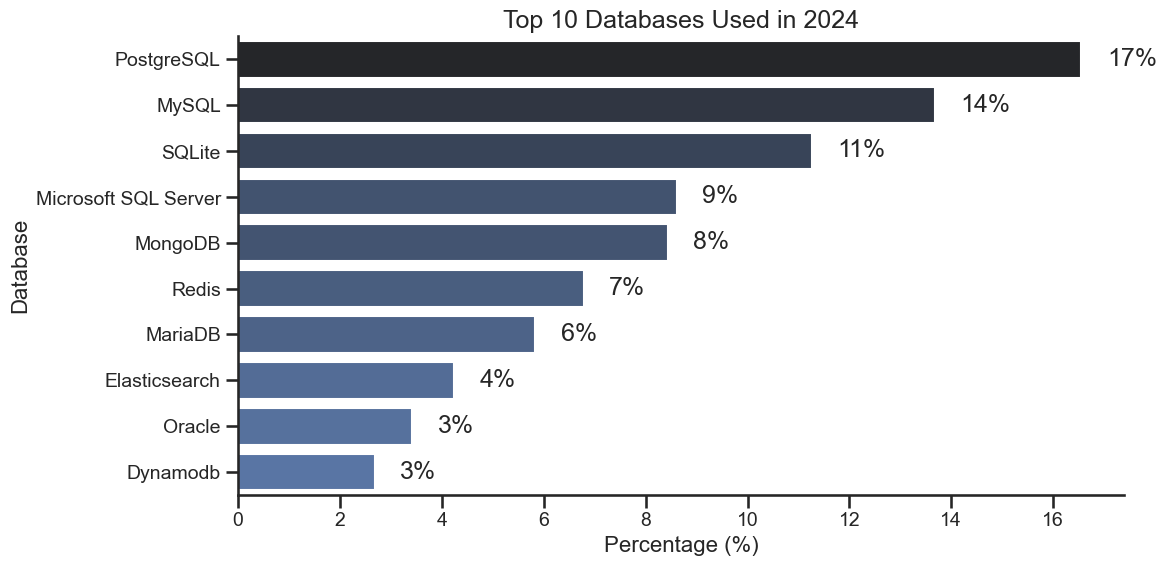 Top 10 Databases Used in 2024
PostgreSQL 17%
MySQL 14%
SQLite 11%
Microsoft SQL Server 9%
MongoDB 8%
Redis 7%
MariaDB 6%
Elasticsearch 4%
Oracle 3%
Dynamodb 3%
Database
0 2 4 6 8 10 12 14 16
Percentage (%)